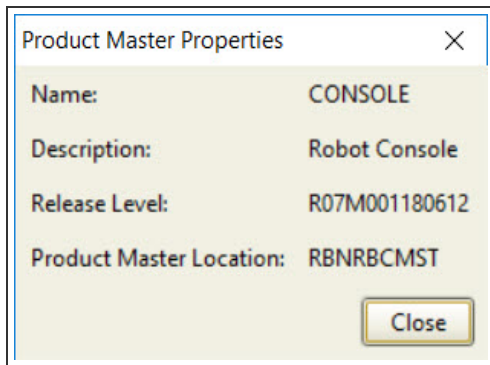 Product Master Properties
Name: CONSOLE
Description: Robot Console
Release Level: R07M001180612
Product Master Location: RBNRBCMST
Close